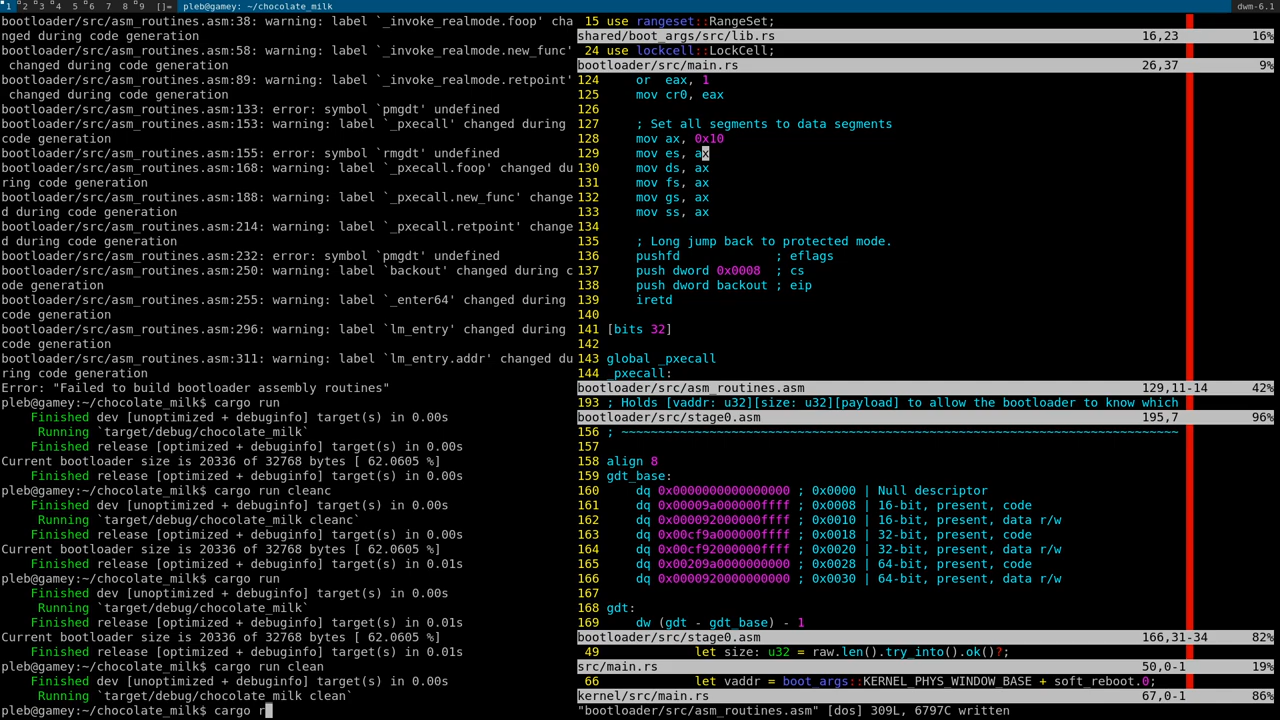 1 2 3 4 5 6 7 8 9 []= pleb@gamey: ~/chocolate_milk dwm-6.1
bootloader/src/asm_routines.asm:38: warning: label `_invoke_realmode.foop' cha
nged during code generation
bootloader/src/asm_routines.asm:58: warning: label `_invoke_realmode.new_func'
 changed during code generation
bootloader/src/asm_routines.asm:89: warning: label `_invoke_realmode.retpoint'
 changed during code generation
bootloader/src/asm_routines.asm:133: error: symbol `pmgdt' undefined
bootloader/src/asm_routines.asm:153: warning: label `_pxecall' changed during
code generation
bootloader/src/asm_routines.asm:155: error: symbol `rmgdt' undefined
bootloader/src/asm_routines.asm:168: warning: label `_pxecall.foop' changed du
ring code generation
bootloader/src/asm_routines.asm:188: warning: label `_pxecall.new_func' change
d during code generation
bootloader/src/asm_routines.asm:214: warning: label `_pxecall.retpoint' change
d during code generation
bootloader/src/asm_routines.asm:232: error: symbol `pmgdt' undefined
bootloader/src/asm_routines.asm:250: warning: label `backout' changed during c
ode generation
bootloader/src/asm_routines.asm:255: warning: label `_enter64' changed during
code generation
bootloader/src/asm_routines.asm:296: warning: label `lm_entry' changed during
code generation
bootloader/src/asm_routines.asm:311: warning: label `lm_entry.addr' changed du
ring code generation
Error: "Failed to build bootloader assembly routines"
pleb@gamey:~/chocolate_milk$ cargo run
    Finished dev [unoptimized + debuginfo] target(s) in 0.00s
     Running `target/debug/chocolate_milk`
    Finished release [optimized + debuginfo] target(s) in 0.00s
Current bootloader size is 20336 of 32768 bytes [ 62.0605 %]
    Finished release [optimized + debuginfo] target(s) in 0.00s
pleb@gamey:~/chocolate_milk$ cargo run cleanc
    Finished dev [unoptimized + debuginfo] target(s) in 0.00s
     Running `target/debug/chocolate_milk cleanc`
    Finished release [optimized + debuginfo] target(s) in 0.00s
Current bootloader size is 20336 of 32768 bytes [ 62.0605 %]
    Finished release [optimized + debuginfo] target(s) in 0.01s
pleb@gamey:~/chocolate_milk$ cargo run
    Finished dev [unoptimized + debuginfo] target(s) in 0.00s
     Running `target/debug/chocolate_milk`
    Finished release [optimized + debuginfo] target(s) in 0.01s
Current bootloader size is 20336 of 32768 bytes [ 62.0605 %]
    Finished release [optimized + debuginfo] target(s) in 0.01s
pleb@gamey:~/chocolate_milk$ cargo run clean
    Finished dev [unoptimized + debuginfo] target(s) in 0.00s
     Running `target/debug/chocolate_milk clean`
pleb@gamey:~/chocolate_milk$ cargo r
 15 use rangeset::RangeSet;
shared/boot_args/src/lib.rs 16,23 16%
 24 use lockcell::LockCell;
bootloader/src/main.rs 26,37 9%
124     or  eax, 1
125     mov cr0, eax
126
127     ; Set all segments to data segments
128     mov ax, 0x10
129     mov es, ax
130     mov ds, ax
131     mov fs, ax
132     mov gs, ax
133     mov ss, ax
134
135     ; Long jump back to protected mode.
136     pushfd             ; eflags
137     push dword 0x0008  ; cs
138     push dword backout ; eip
139     iretd
140
141 [bits 32]
142
143 global _pxecall
144 _pxecall:
bootloader/src/asm_routines.asm 129,11-14 42%
193 ; Holds [vaddr: u32][size: u32][payload] to allow the bootloader to know which
bootloader/src/stage0.asm 195,7 96%
156 ; ~~~~~~~~~~~~~~~~~~~~~~~~~~~~~~~~~~~~~~~~~~~~~~~~~~~~~~~~~~~~~~~~~~~~~~~~~~~~
157
158 align 8
159 gdt_base:
160     dq 0x0000000000000000 ; 0x0000 | Null descriptor
161     dq 0x00009a000000ffff ; 0x0008 | 16-bit, present, code
162     dq 0x000092000000ffff ; 0x0010 | 16-bit, present, data r/w
163     dq 0x00cf9a000000ffff ; 0x0018 | 32-bit, present, code
164     dq 0x00cf92000000ffff ; 0x0020 | 32-bit, present, data r/w
165     dq 0x00209a0000000000 ; 0x0028 | 64-bit, present, code
166     dq 0x0000920000000000 ; 0x0030 | 64-bit, present, data r/w
167
168 gdt:
169     dw (gdt - gdt_base) - 1
bootloader/src/stage0.asm 166,31-34 82%
 49             let size: u32 = raw.len().try_into().ok()?;
src/main.rs 50,0-1 19%
 66             let vaddr = boot_args::KERNEL_PHYS_WINDOW_BASE + soft_reboot.0;
kernel/src/main.rs 67,0-1 86%
"bootloader/src/asm_routines.asm" [dos] 309L, 6797C written